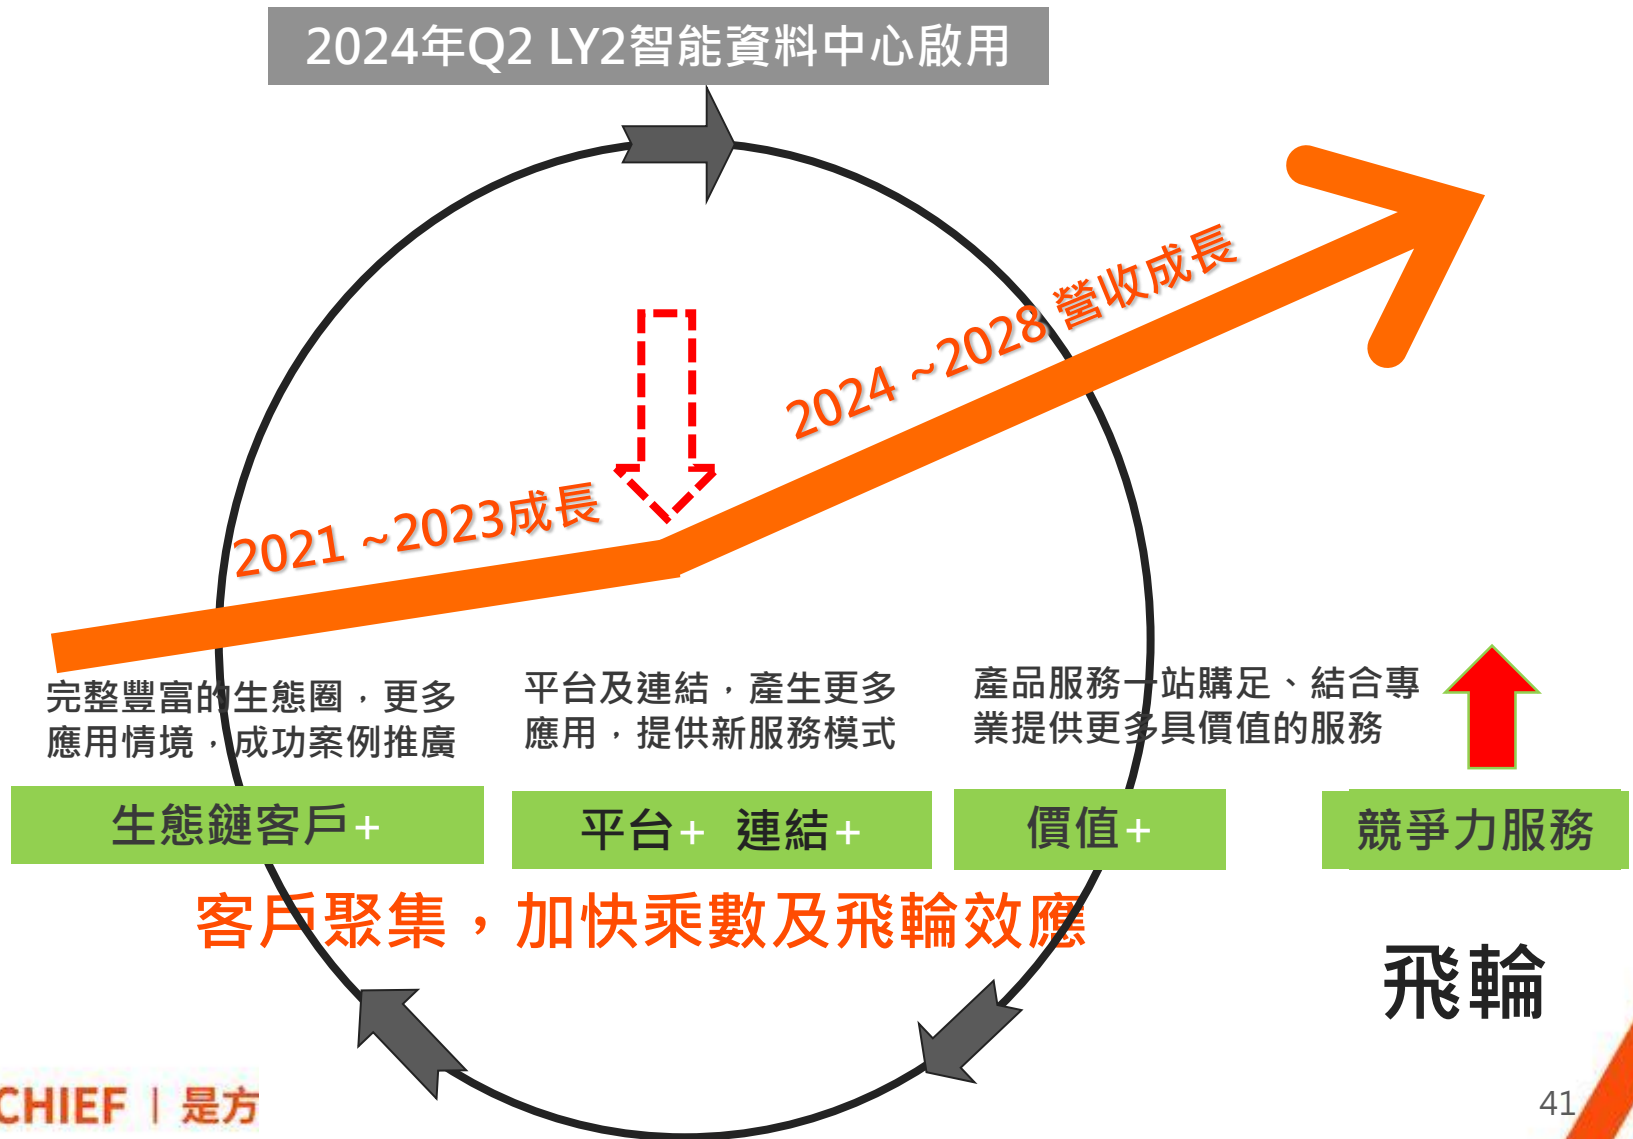 2024年Q2 LY2智能資料中心啟用
2024 ~2028 營收成長
2021 ~2023成長
完整豐富的生態圈，更多
應用情境，成功案例推廣
平台及連結，產生更多
應用，提供新服務模式
產品服務一站購足、結合專
業提供更多具價值的服務
生態鏈客戶+
平台+ 連結+
價值+
競爭力服務
客戶聚集，加快乘數及飛輪效應
飛輪
CHIEF | 是方
41